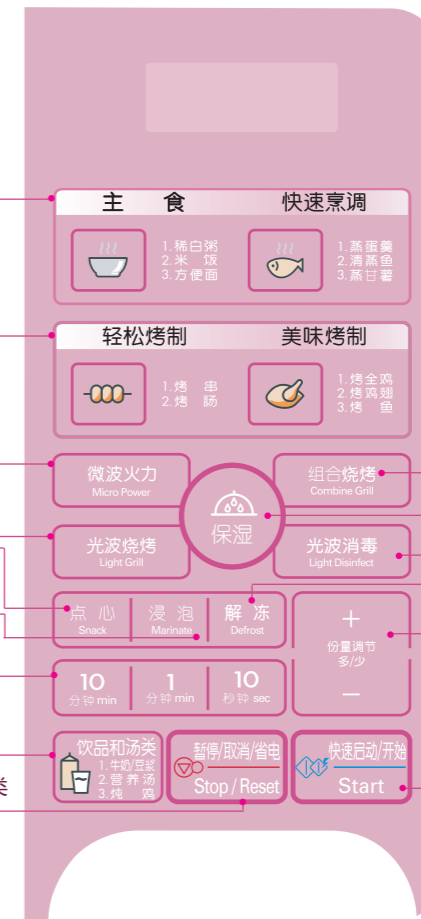 主 食
快速烹调
1.稀白粥
2.米 饭
3.方便面
1.蒸蛋羹
2.清蒸鱼
3.蒸甘薯
轻松烤制
美味烤制
1.烤 串
2.烤 肠
1.烤全鸡
2.烤鸡翅
3.烤 鱼
微波火力
Micro Power
组合烧烤
Combine Grill
保湿
光波烧烤
Light Grill
光波消毒
Light Disinfect
点 心
Snack
浸 泡
Marinate
解 冻
Defrost
+
份量调节
多/少
−
10
分钟 min
1
分钟 min
10
秒钟 sec
饮品和汤类
1.牛奶/豆浆
2.营养汤
3.炖 鸡
暂停/取消/省电
Stop / Reset
快速启动/开始
Start
类